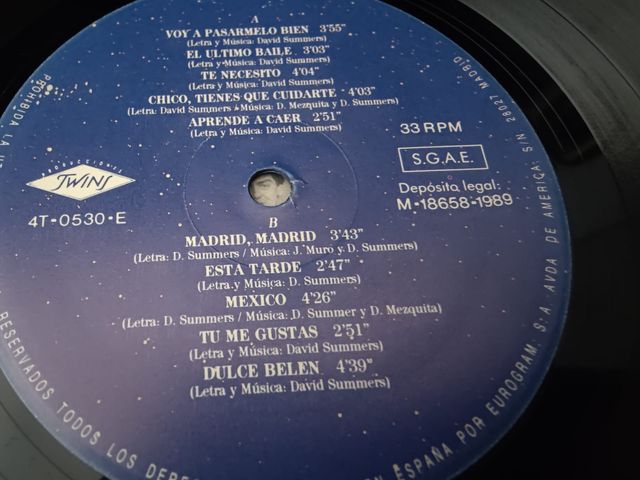 A
VOY A PASARMELO BIEN 3'55"
(Letra y Música: David Summers)
EL ULTIMO BAILE 3'03"
(Letra y Música: David Summers)
TE NECESITO 4'04"
(Letra y Música: David Summers)
CHICO, TIENES QUE CUIDARTE 4'03"
(Letra: David Summers / Música: D. Mezquita y D. Summers)
APRENDE A CAER 2'51"
(Letra y Música: David Summers)
33 RPM
S.G.A.E.
Depósito legal:
M-18658-1989
PRODUCCIONES
TWINS
4T-0530-E
B
MADRID, MADRID 3'43"
(Letra: D. Summers / Música: J. Muro y D. Summers)
ESTA TARDE 2'47"
(Letra y Música: D. Summers)
MEXICO 4'26"
(Letra: D. Summers / Música: D. Summer y D. Mezquita)
TU ME GUSTAS 2'51"
(Letra y Música: David Summers)
DULCE BELEN 4'39"
(Letra y Música: David Summers)
PROHIBIDA LA
RESERVADOS TODOS LOS
EN ESPAÑA POR EUROGRAM, S.A. AVDA DE AMERICA, S/N 28027 MADRID